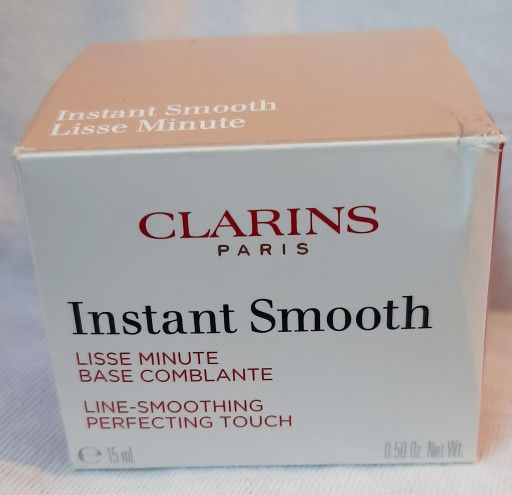 Instant Smooth
Lisse Minute
CLARINS
PARIS
Instant Smooth
LISSE MINUTE
BASE COMBLANTE
LINE-SMOOTHING
PERFECTING TOUCH
℮ 15 ml 0.50 Oz Net Wt.